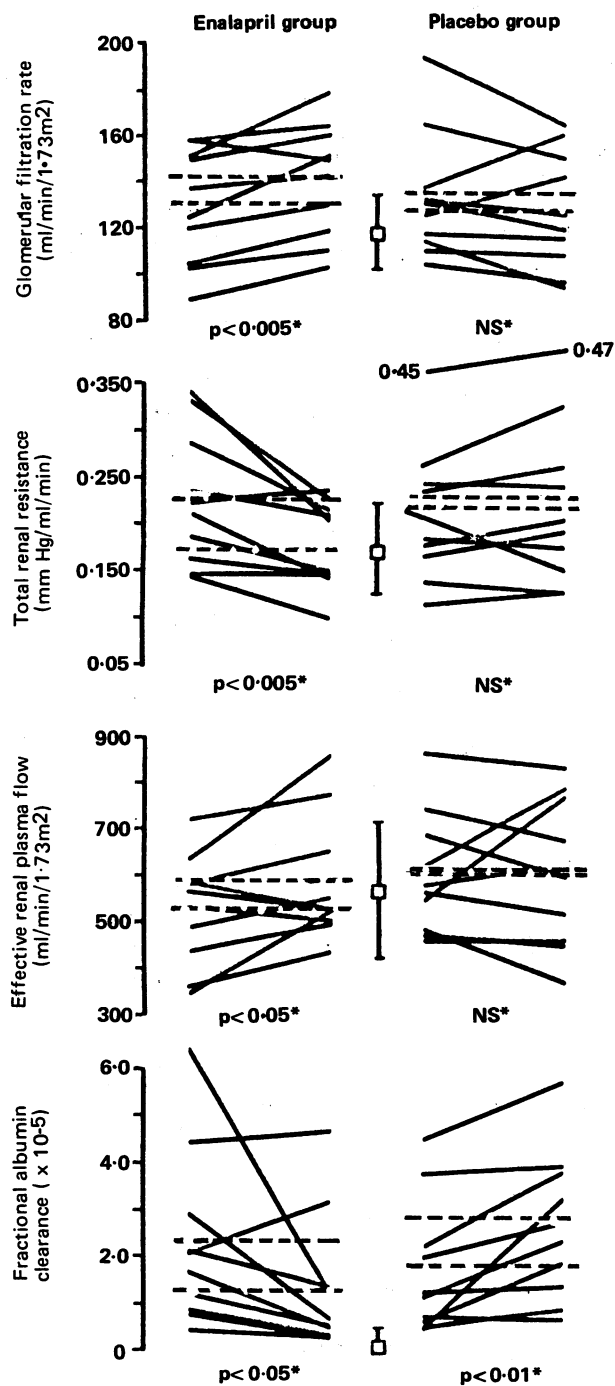 Enalapril group Placebo group
Glomerular filtration rate
(ml/min/1·73m2)
200
160
120
80
p<0·005* NS*
Total renal resistance
(mm Hg/ml/min)
0·350
0·250
0·150
0·05
0·45 0·47
p<0·005* NS*
Effective renal plasma flow
(ml/min/1·73m2)
900
700
500
300
p<0·05* NS*
Fractional albumin
clearance ( x 10-5)
6·0
4·0
2·0
0
p<0·05* p<0·01*